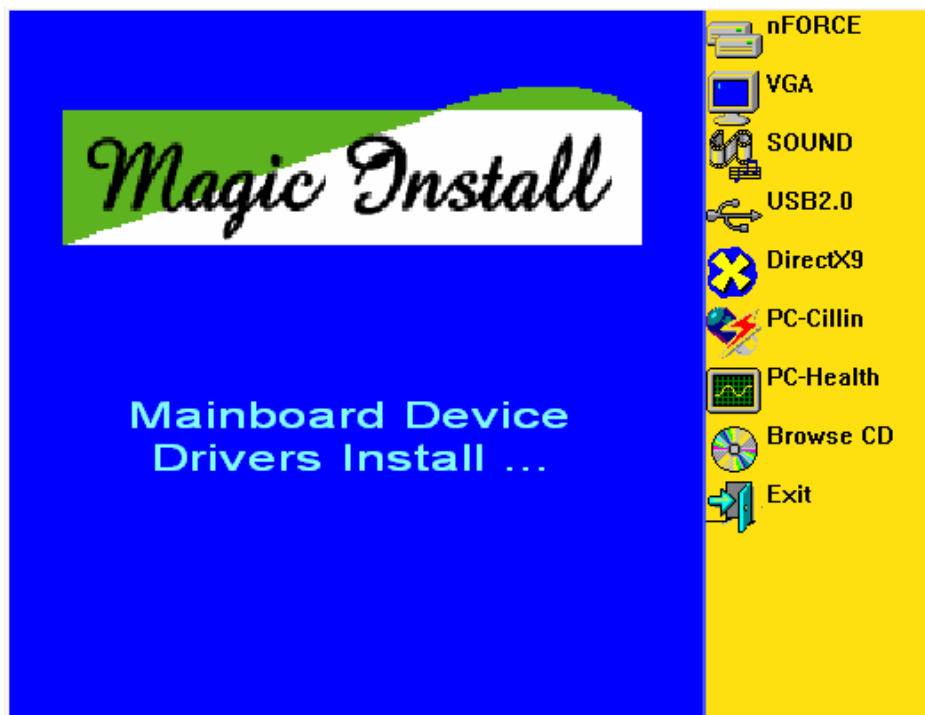 Magic Install
Mainboard Device
Drivers Install ...
nFORCE
VGA
SOUND
USB2.0
DirectX9
PC-Cillin
PC-Health
Browse CD
Exit